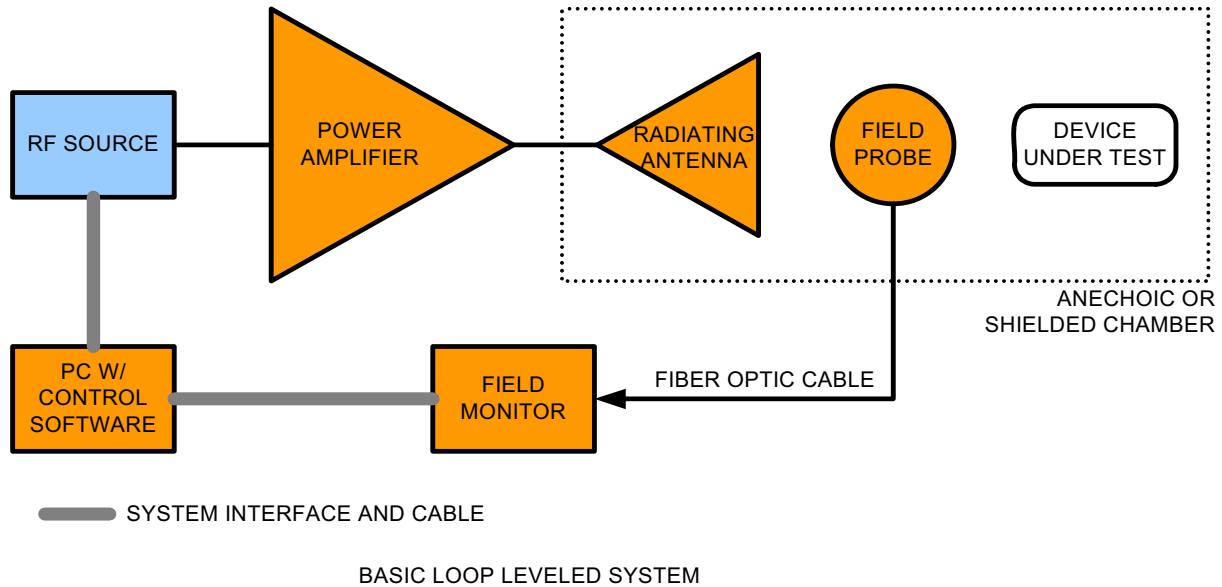 RF SOURCE
POWER
AMPLIFIER
RADIATING
ANTENNA
FIELD
PROBE
DEVICE
UNDER TEST
ANECHOIC OR
SHIELDED CHAMBER
PC W/
CONTROL
SOFTWARE
FIELD
MONITOR
FIBER OPTIC CABLE
SYSTEM INTERFACE AND CABLE
BASIC LOOP LEVELED SYSTEM